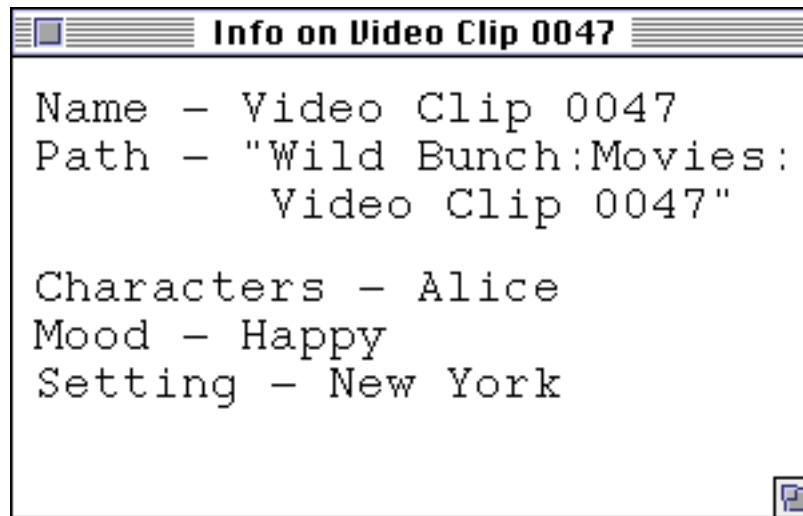 Info on Video Clip 0047
Name – Video Clip 0047
Path – "Wild Bunch:Movies:
Video Clip 0047"
Characters – Alice
Mood – Happy
Setting – New York